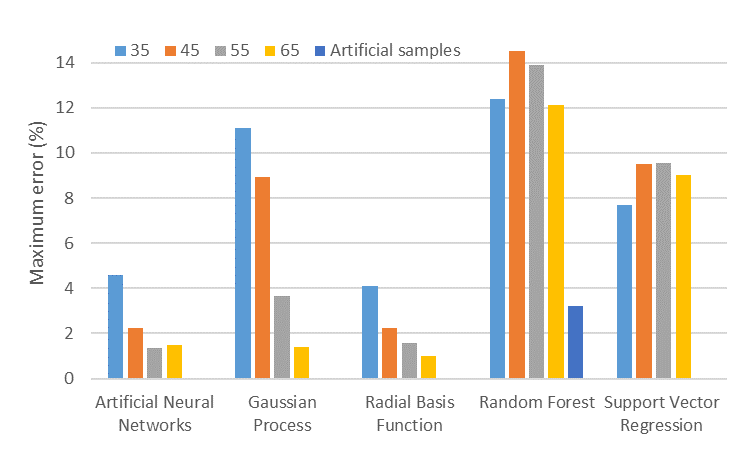 35 45 55 65 Artificial samples
Maximum error (%)
14
12
10
8
6
4
2
0
Artificial Neural Networks
Gaussian Process
Radial Basis Function
Random Forest
Support Vector Regression